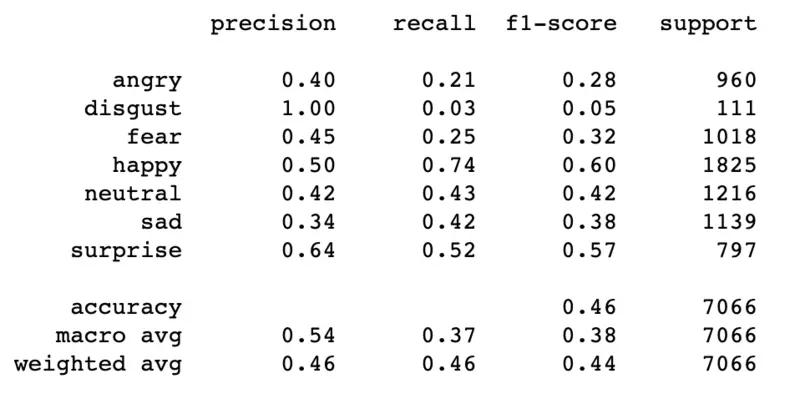 precision recall f1-score support
angry 0.40 0.21 0.28 960
disgust 1.00 0.03 0.05 111
fear 0.45 0.25 0.32 1018
happy 0.50 0.74 0.60 1825
neutral 0.42 0.43 0.42 1216
sad 0.34 0.42 0.38 1139
surprise 0.64 0.52 0.57 797
accuracy 0.46 7066
macro avg 0.54 0.37 0.38 7066
weighted avg 0.46 0.46 0.44 7066